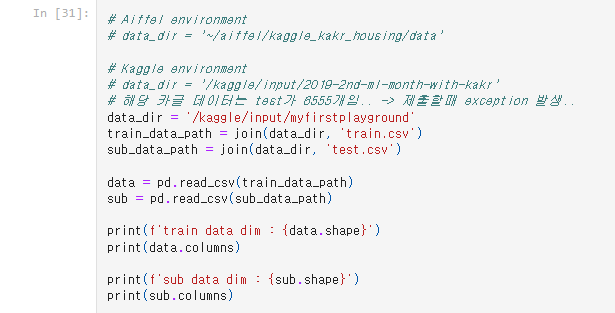 In [31]:
# Aiffel environment
# data_dir = '~/aiffel/kaggle_kakr_housing/data'
# Kaggle environment
# data_dir = '/kaggle/input/2019-2nd-ml-month-with-kakr'
# 해당 카글 데이터는 test가 6555개임.. -> 제출할때 exception 발생..
data_dir = '/kaggle/input/myfirstplayground'
train_data_path = join(data_dir, 'train.csv')
sub_data_path = join(data_dir, 'test.csv')
data = pd.read_csv(train_data_path)
sub = pd.read_csv(sub_data_path)
print(f'train data dim : {data.shape}')
print(data.columns)
print(f'sub data dim : {sub.shape}')
print(sub.columns)